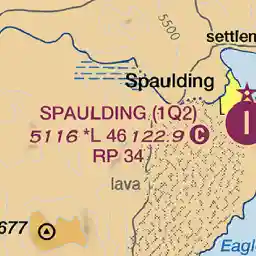 5500
settlem
Spaulding
SPAULDING (1Q2)
5116 *L 46 122.9 C
RP 34
I
lava
677
Eagle